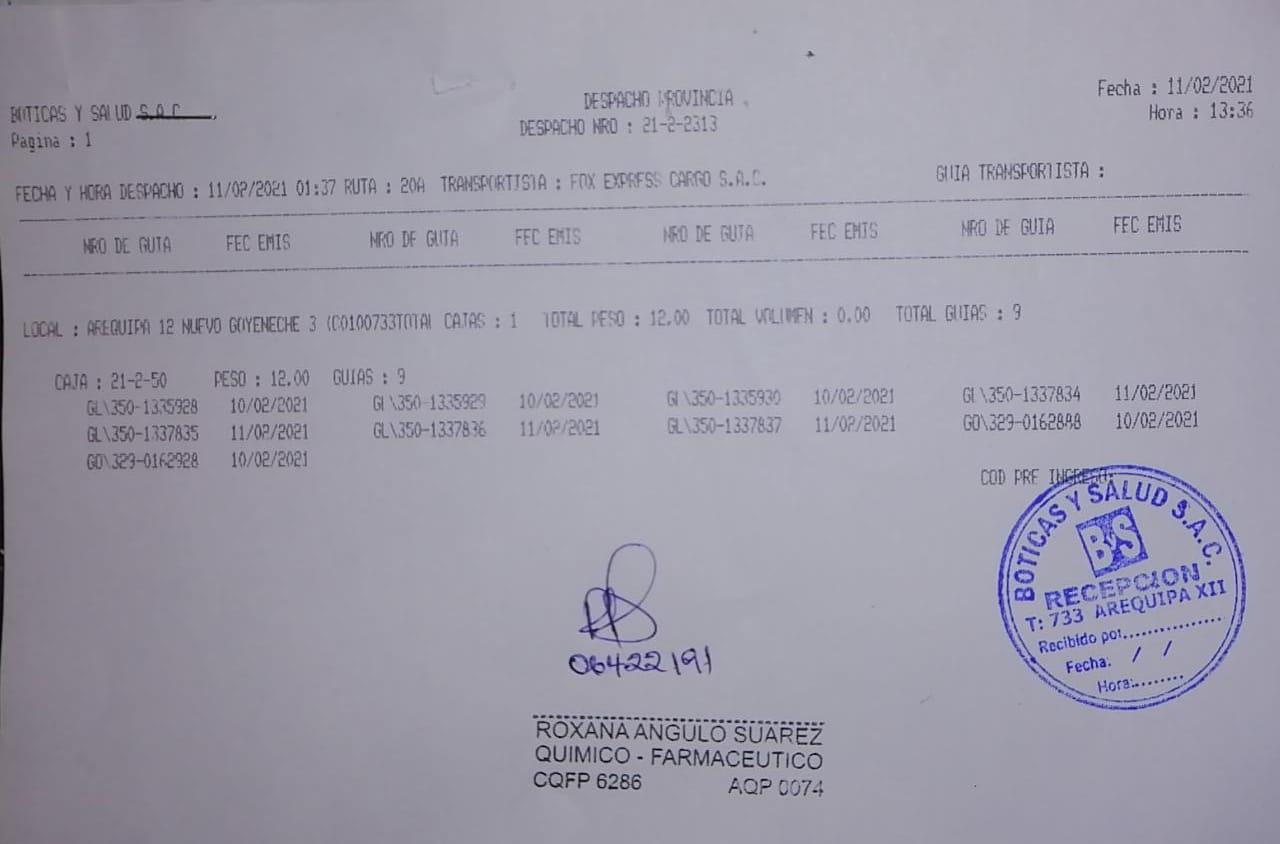 BOTICAS Y SALUD S.A.C.
DESPACHO PROVINCIA
Fecha : 11/02/2021
Pagina : 1
DESPACHO NRO : 21-2-2313
Hora : 13:36
FECHA Y HORA DESPACHO : 11/02/2021 01:37 RUTA : 20A TRANSPORTISTA : FOX EXPRESS CARGO S.A.C. GUIA TRANSPORTISTA :
NRO DE GUIA FEC EMIS NRO DE GUIA FEC EMIS NRO DE GUIA FEC EMIS NRO DE GUIA FEC EMIS
LOCAL : AREQUIPA 12 NUEVO GOYENECHE 3 (C0100733TOTAL CAJAS : 1 TOTAL PESO : 12.00 TOTAL VOLUMEN : 0.00 TOTAL GUIAS : 9
CAJA : 21-2-50 PESO : 12.00 GUIAS : 9
GL\350-1335928 10/02/2021 GL\350-1335929 10/02/2021 GL\350-1335930 10/02/2021 GL\350-1337834 11/02/2021
GL\350-1337835 11/02/2021 GL\350-1337836 11/02/2021 GL\350-1337837 11/02/2021 GO\329-0162888 10/02/2021
GO\329-0162928 10/02/2021
COD PRE INGRESO:
BOTICAS Y SALUD S.A.C.
B&S
RECEPCION
T: 733 AREQUIPA XII
Recibido por:...............
Fecha: / /
Hora:........
06422191
ROXANA ANGULO SUAREZ
QUIMICO - FARMACEUTICO
CQFP 6286 AQP 0074